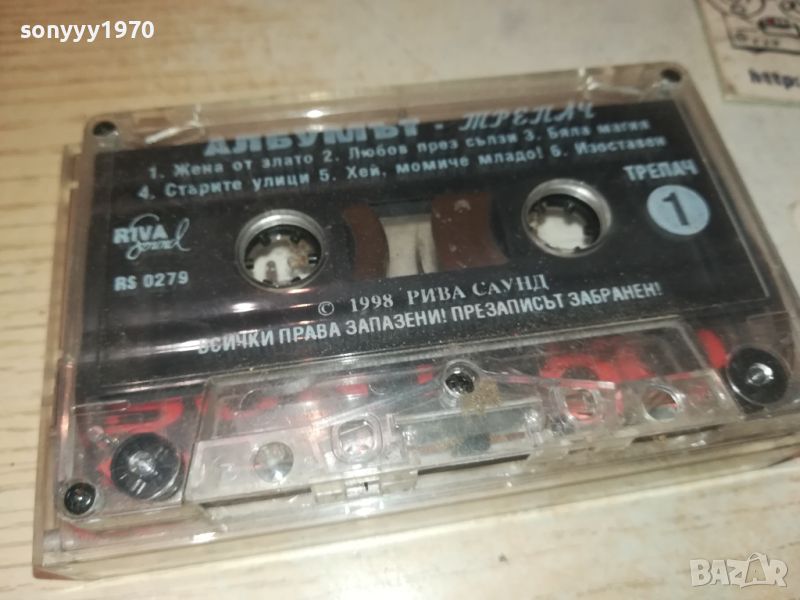 sonyyy1970
АЛБУМЪТ - ТРЕПАЧ
1. Жена от злато 2. Любов през сълзи 3. Бяла магия
4. Старите улици 5. Хей, момиче младо! 6. Изоставен
RIVA Sound
RS 0279
ТРЕПАЧ
1
© 1998 РИВА САУНД
ВСИЧКИ ПРАВА ЗАПАЗЕНИ! ПРЕЗАПИСЪТ ЗАБРАНЕН!
http:
BAZAR